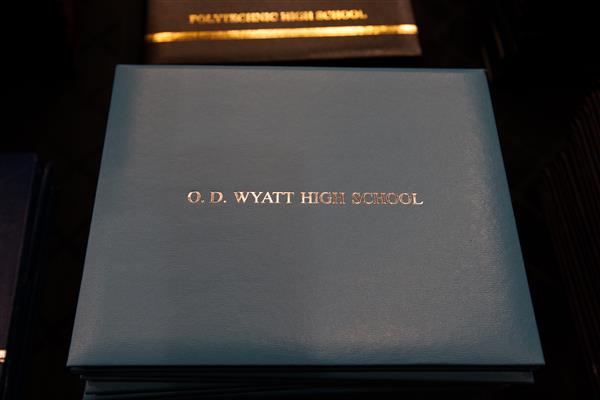 POLYTECHNIC HIGH SCHOOL
O. D. WYATT HIGH SCHOOL